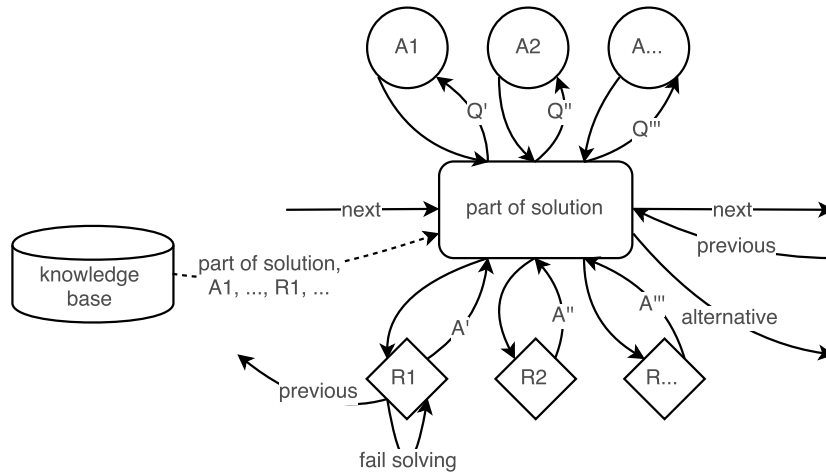 A1
A2
A...
Q'
Q"
Q'''
next
part of solution
next
previous
knowledge
base
part of solution,
A1, ..., R1, ...
A'
A"
A'''
alternative
R1
R2
R...
previous
fail solving